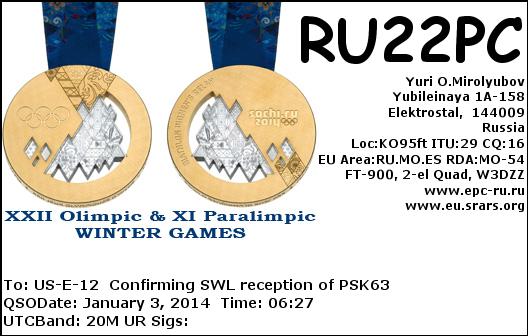 RU22PC
Yuri O.Mirolyubov
Yubileinaya 1A-158
Elektrostal, 144009
Russia
Loc:KO95ft ITU:29 CQ:16
EU Area:RU.MO.ES RDA:MO-54
FT-900, 2-el Quad, W3DZZ
www.epc-ru.ru
www.eu.srars.org
sochi.ru
2014
XXII Olimpic & XI Paralimpic
WINTER GAMES
To: US-E-12 Confirming SWL reception of PSK63
QSODate: January 3, 2014 Time: 06:27
UTCBand: 20M UR Sigs: